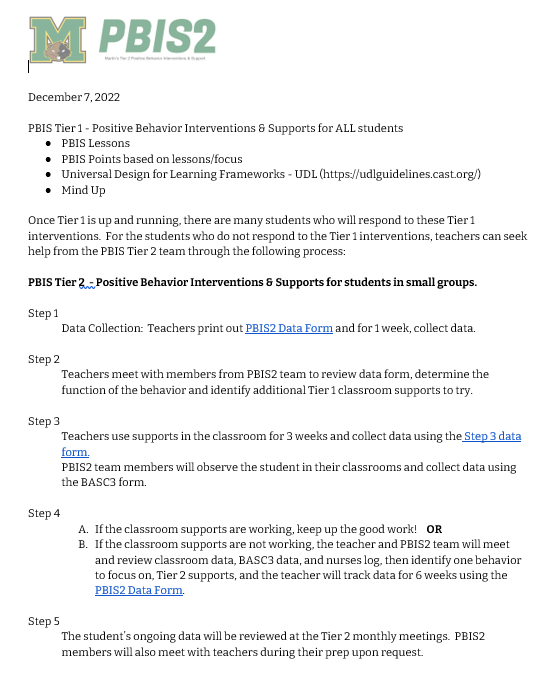 M PBIS2
Martin's Tier 2 Positive Behavior Interventions & Support
December 7, 2022
PBIS Tier 1 - Positive Behavior Interventions & Supports for ALL students
● PBIS Lessons
● PBIS Points based on lessons/focus
● Universal Design for Learning Frameworks - UDL (https://udlguidelines.cast.org/)
● Mind Up
Once Tier 1 is up and running, there are many students who will respond to these Tier 1
interventions. For the students who do not respond to the Tier 1 interventions, teachers can seek
help from the PBIS Tier 2 team through the following process:
PBIS Tier 2 - Positive Behavior Interventions & Supports for students in small groups.
Step 1
Data Collection: Teachers print out PBIS2 Data Form and for 1 week, collect data.
Step 2
Teachers meet with members from PBIS2 team to review data form, determine the
function of the behavior and identify additional Tier 1 classroom supports to try.
Step 3
Teachers use supports in the classroom for 3 weeks and collect data using the Step 3 data
form.
PBIS2 team members will observe the student in their classrooms and collect data using
the BASC3 form.
Step 4
A. If the classroom supports are working, keep up the good work! OR
B. If the classroom supports are not working, the teacher and PBIS2 team will meet
and review classroom data, BASC3 data, and nurses log, then identify one behavior
to focus on, Tier 2 supports, and the teacher will track data for 6 weeks using the
PBIS2 Data Form.
Step 5
The student's ongoing data will be reviewed at the Tier 2 monthly meetings. PBIS2
members will also meet with teachers during their prep upon request.